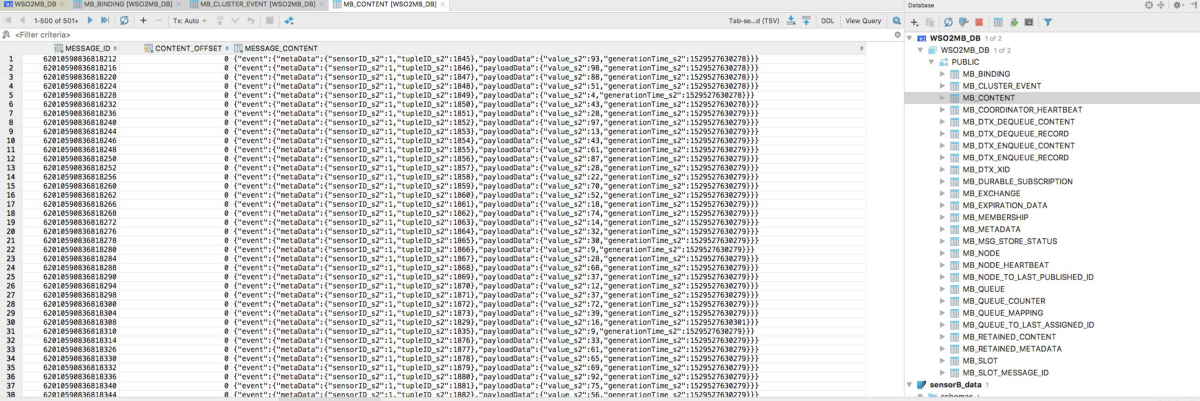 WSO2MB_DB MB_BINDING [WSO2MB_DB] MB_CLUSTER_EVENT [WSO2MB_DB] MB_CONTENT [WSO2MB_DB]
1-500 of 501+ Tx: Auto Tab-se...d (TSV) DDL View Query
<Filter criteria>
MESSAGE_ID CONTENT_OFFSET MESSAGE_CONTENT
1 62010590836818212 0 {"event":{"metaData":{"sensorID_s2":1,"tupleID_s2":1845},"payloadData":{"value_s2":93,"generationTime_s2":1529527630278}}}
2 62010590836818216 0 {"event":{"metaData":{"sensorID_s2":1,"tupleID_s2":1846},"payloadData":{"value_s2":98,"generationTime_s2":1529527630278}}}
3 62010590836818220 0 {"event":{"metaData":{"sensorID_s2":1,"tupleID_s2":1847},"payloadData":{"value_s2":88,"generationTime_s2":1529527630278}}}
4 62010590836818224 0 {"event":{"metaData":{"sensorID_s2":1,"tupleID_s2":1848},"payloadData":{"value_s2":51,"generationTime_s2":1529527630278}}}
5 62010590836818228 0 {"event":{"metaData":{"sensorID_s2":1,"tupleID_s2":1849},"payloadData":{"value_s2":4,"generationTime_s2":1529527630278}}}
6 62010590836818232 0 {"event":{"metaData":{"sensorID_s2":1,"tupleID_s2":1850},"payloadData":{"value_s2":43,"generationTime_s2":1529527630279}}}
7 62010590836818236 0 {"event":{"metaData":{"sensorID_s2":1,"tupleID_s2":1851},"payloadData":{"value_s2":28,"generationTime_s2":1529527630279}}}
8 62010590836818240 0 {"event":{"metaData":{"sensorID_s2":1,"tupleID_s2":1852},"payloadData":{"value_s2":97,"generationTime_s2":1529527630279}}}
9 62010590836818244 0 {"event":{"metaData":{"sensorID_s2":1,"tupleID_s2":1853},"payloadData":{"value_s2":13,"generationTime_s2":1529527630279}}}
10 62010590836818246 0 {"event":{"metaData":{"sensorID_s2":1,"tupleID_s2":1854},"payloadData":{"value_s2":43,"generationTime_s2":1529527630279}}}
11 62010590836818248 0 {"event":{"metaData":{"sensorID_s2":1,"tupleID_s2":1855},"payloadData":{"value_s2":61,"generationTime_s2":1529527630279}}}
12 62010590836818250 0 {"event":{"metaData":{"sensorID_s2":1,"tupleID_s2":1856},"payloadData":{"value_s2":87,"generationTime_s2":1529527630279}}}
13 62010590836818252 0 {"event":{"metaData":{"sensorID_s2":1,"tupleID_s2":1857},"payloadData":{"value_s2":28,"generationTime_s2":1529527630279}}}
14 62010590836818256 0 {"event":{"metaData":{"sensorID_s2":1,"tupleID_s2":1858},"payloadData":{"value_s2":22,"generationTime_s2":1529527630279}}}
15 62010590836818260 0 {"event":{"metaData":{"sensorID_s2":1,"tupleID_s2":1859},"payloadData":{"value_s2":70,"generationTime_s2":1529527630279}}}
16 62010590836818262 0 {"event":{"metaData":{"sensorID_s2":1,"tupleID_s2":1860},"payloadData":{"value_s2":52,"generationTime_s2":1529527630279}}}
17 62010590836818266 0 {"event":{"metaData":{"sensorID_s2":1,"tupleID_s2":1861},"payloadData":{"value_s2":18,"generationTime_s2":1529527630279}}}
18 62010590836818268 0 {"event":{"metaData":{"sensorID_s2":1,"tupleID_s2":1862},"payloadData":{"value_s2":74,"generationTime_s2":1529527630279}}}
19 62010590836818272 0 {"event":{"metaData":{"sensorID_s2":1,"tupleID_s2":1863},"payloadData":{"value_s2":14,"generationTime_s2":1529527630279}}}
20 62010590836818276 0 {"event":{"metaData":{"sensorID_s2":1,"tupleID_s2":1864},"payloadData":{"value_s2":32,"generationTime_s2":1529527630279}}}
21 62010590836818278 0 {"event":{"metaData":{"sensorID_s2":1,"tupleID_s2":1865},"payloadData":{"value_s2":30,"generationTime_s2":1529527630279}}}
22 62010590836818280 0 {"event":{"metaData":{"sensorID_s2":1,"tupleID_s2":1866},"payloadData":{"value_s2":9,"generationTime_s2":1529527630279}}}
23 62010590836818284 0 {"event":{"metaData":{"sensorID_s2":1,"tupleID_s2":1867},"payloadData":{"value_s2":28,"generationTime_s2":1529527630279}}}
24 62010590836818288 0 {"event":{"metaData":{"sensorID_s2":1,"tupleID_s2":1868},"payloadData":{"value_s2":68,"generationTime_s2":1529527630279}}}
25 62010590836818290 0 {"event":{"metaData":{"sensorID_s2":1,"tupleID_s2":1869},"payloadData":{"value_s2":37,"generationTime_s2":1529527630279}}}
26 62010590836818294 0 {"event":{"metaData":{"sensorID_s2":1,"tupleID_s2":1870},"payloadData":{"value_s2":12,"generationTime_s2":1529527630279}}}
27 62010590836818298 0 {"event":{"metaData":{"sensorID_s2":1,"tupleID_s2":1871},"payloadData":{"value_s2":37,"generationTime_s2":1529527630279}}}
28 62010590836818300 0 {"event":{"metaData":{"sensorID_s2":1,"tupleID_s2":1872},"payloadData":{"value_s2":72,"generationTime_s2":1529527630279}}}
29 62010590836818304 0 {"event":{"metaData":{"sensorID_s2":1,"tupleID_s2":1873},"payloadData":{"value_s2":39,"generationTime_s2":1529527630279}}}
30 62010590836818308 0 {"event":{"metaData":{"sensorID_s2":1,"tupleID_s2":1829},"payloadData":{"value_s2":16,"generationTime_s2":1529527630301}}}
31 62010590836818310 0 {"event":{"metaData":{"sensorID_s2":1,"tupleID_s2":1835},"payloadData":{"value_s2":9,"generationTime_s2":1529527630279}}}
32 62010590836818314 0 {"event":{"metaData":{"sensorID_s2":1,"tupleID_s2":1876},"payloadData":{"value_s2":33,"generationTime_s2":1529527630279}}}
33 62010590836818326 0 {"event":{"metaData":{"sensorID_s2":1,"tupleID_s2":1877},"payloadData":{"value_s2":61,"generationTime_s2":1529527630279}}}
34 62010590836818330 0 {"event":{"metaData":{"sensorID_s2":1,"tupleID_s2":1878},"payloadData":{"value_s2":65,"generationTime_s2":1529527630279}}}
35 62010590836818332 0 {"event":{"metaData":{"sensorID_s2":1,"tupleID_s2":1879},"payloadData":{"value_s2":69,"generationTime_s2":1529527630279}}}
36 62010590836818336 0 {"event":{"metaData":{"sensorID_s2":1,"tupleID_s2":1880},"payloadData":{"value_s2":92,"generationTime_s2":1529527630279}}}
37 62010590836818340 0 {"event":{"metaData":{"sensorID_s2":1,"tupleID_s2":1881},"payloadData":{"value_s2":75,"generationTime_s2":1529527630279}}}
38 62010590836818344 0 {"event":{"metaData":{"sensorID_s2":1,"tupleID_s2":1882},"payloadData":{"value_s2":56,"generationTime_s2":1529527630279}}}
Database
WSO2MB_DB 1 of 2
WSO2MB_DB 1 of 2
PUBLIC
MB_BINDING
MB_CLUSTER_EVENT
MB_CONTENT
MB_COORDINATOR_HEARTBEAT
MB_DTX_DEQUEUE_CONTENT
MB_DTX_DEQUEUE_RECORD
MB_DTX_ENQUEUE_CONTENT
MB_DTX_ENQUEUE_RECORD
MB_DTX_XID
MB_DURABLE_SUBSCRIPTION
MB_EXCHANGE
MB_EXPIRATION_DATA
MB_MEMBERSHIP
MB_METADATA
MB_MSG_STORE_STATUS
MB_NODE
MB_NODE_HEARTBEAT
MB_NODE_TO_LAST_PUBLISHED_ID
MB_QUEUE
MB_QUEUE_COUNTER
MB_QUEUE_MAPPING
MB_QUEUE_TO_LAST_ASSIGNED_ID
MB_RETAINED_CONTENT
MB_RETAINED_METADATA
MB_SLOT
MB_SLOT_MESSAGE_ID
sensorB_data 1
schemas 1